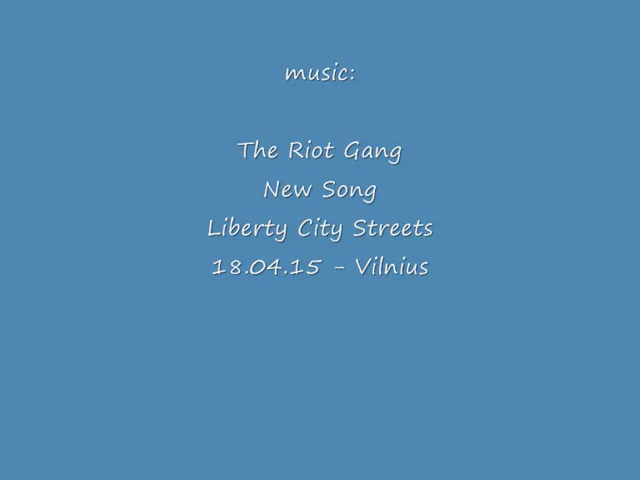 music:
The Riot Gang
New Song
Liberty City Streets
18.04.15 - Vilnius